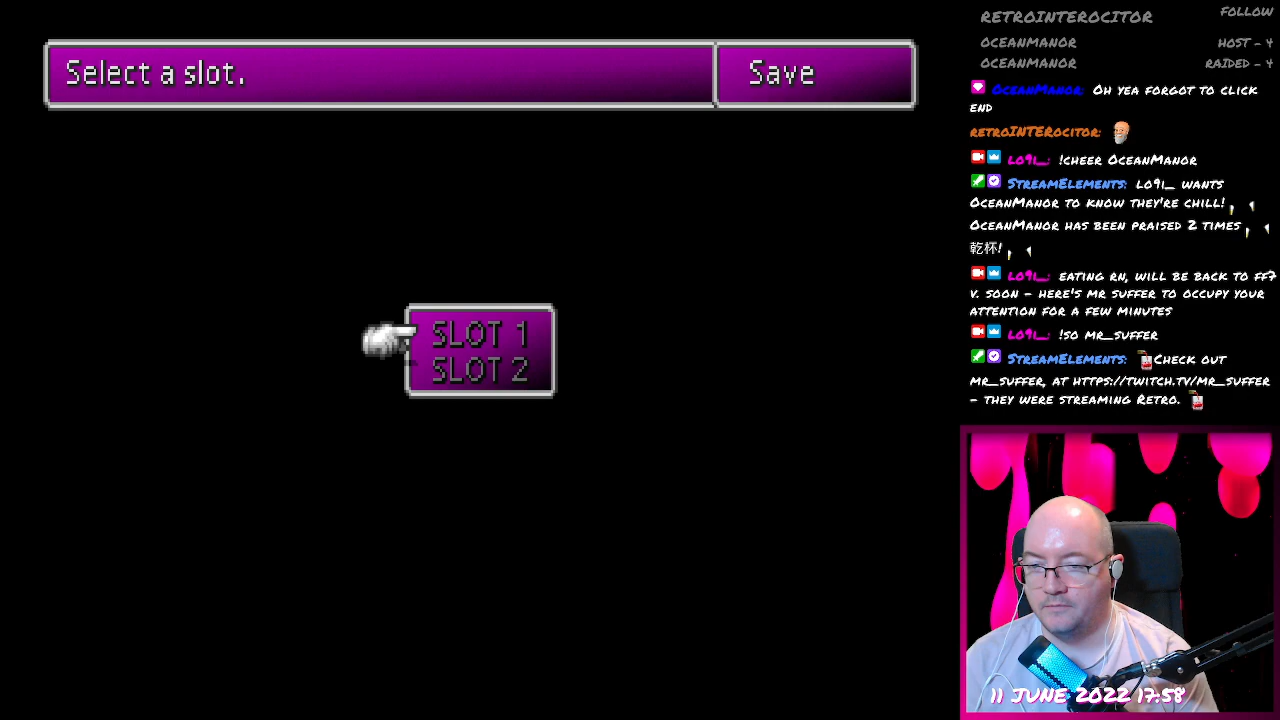 Select a slot.
Save
SLOT 1
SLOT 2
RETROINTEROCITOR FOLLOW
OCEANMANOR HOST - 4
OCEANMANOR RAIDED - 4
OceanManor: Oh yea forgot to click
end
retroINTERocitor:
lo91_: !cheer OceanManor
StreamElements: lo91_ wants
OceanManor to know they're chill!
OceanManor has been praised 2 times
乾杯!
lo91_: eating rn, will be back to ff7
v. soon - here's mr suffer to occupy your
attention for a few minutes
lo91_: !so mr_suffer
StreamElements: Check out
mr_suffer, at https://twitch.tv/mr_suffer
- they were streaming Retro.
11 JUNE 2022 17:58